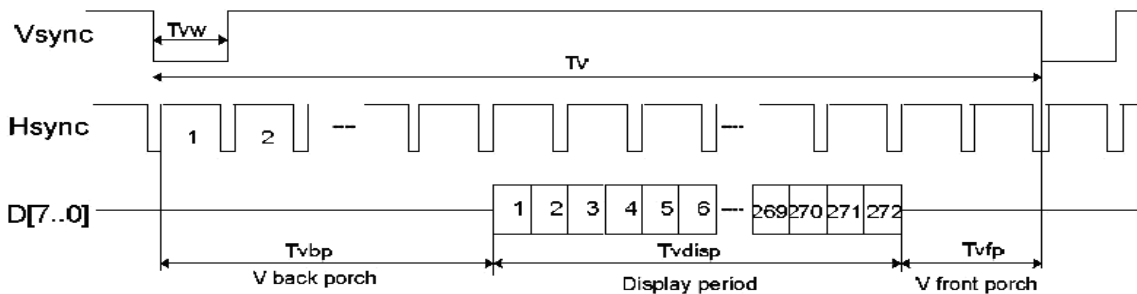 Vsync
Tvw
Tv
Hsync
1 2 -- ----
D[7..0]
1 2 3 4 5 6 ---- 269 270 271 272
Tvbp Tvdisp Tvfp
V back porch Display period V front porch